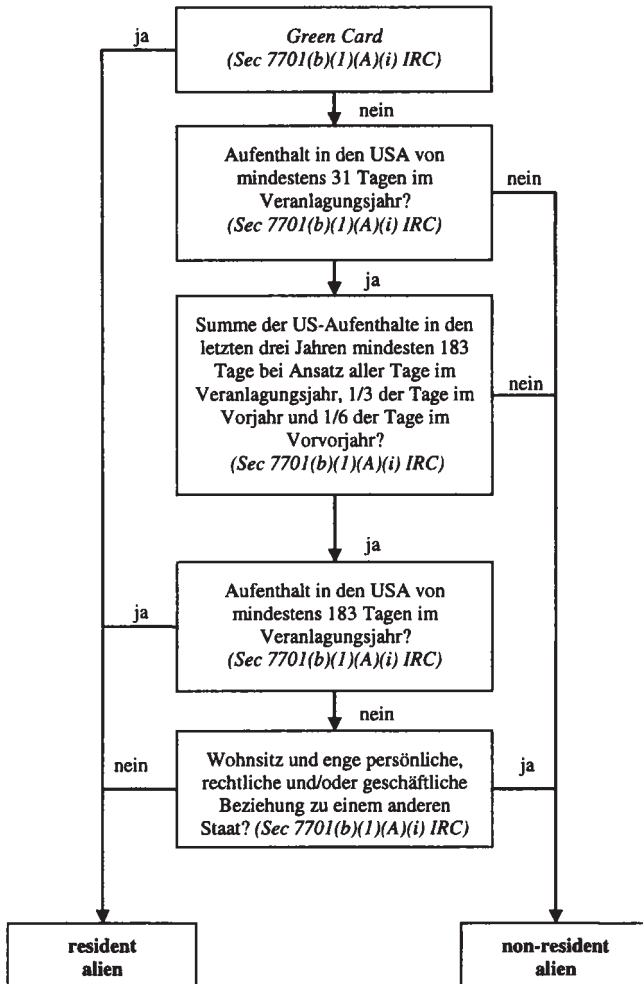 ja
Green Card
(Sec 7701(b)(1)(A)(i) IRC)
nein
Aufenthalt in den USA von
mindestens 31 Tagen im
Veranlagungsjahr?
(Sec 7701(b)(1)(A)(i) IRC)
nein
ja
Summe der US-Aufenthalte in den
letzten drei Jahren mindesten 183
Tage bei Ansatz aller Tage im
Veranlagungsjahr, 1/3 der Tage im
Vorjahr und 1/6 der Tage im
Vorvorjahr?
(Sec 7701(b)(1)(A)(i) IRC)
nein
ja
ja
Aufenthalt in den USA von
mindestens 183 Tagen im
Veranlagungsjahr?
(Sec 7701(b)(1)(A)(i) IRC)
nein
nein
Wohnsitz und enge persönliche,
rechtliche und/oder geschäftliche
Beziehung zu einem anderen
Staat? (Sec 7701(b)(1)(A)(i) IRC)
ja
resident
alien
non-resident
alien